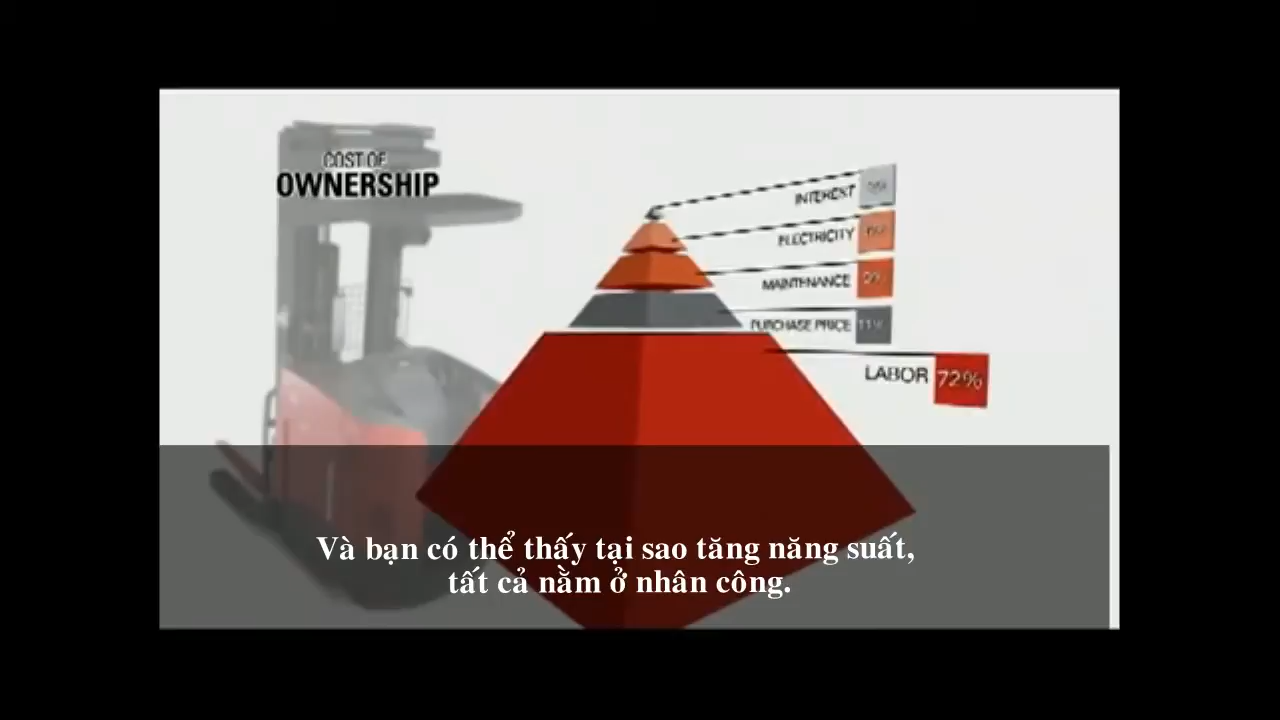 COST OF
OWNERSHIP
INTEREST
ELECTRICITY
MAINTENANCE
PURCHASE PRICE
LABOR 72%
Và bạn có thể thấy tại sao tăng năng suất,
tất cả nằm ở nhân công.